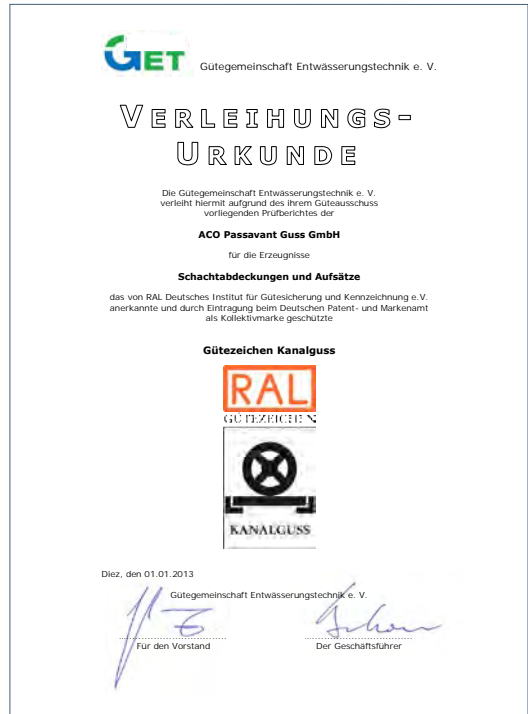 GET
Gütegemeinschaft Entwässerungstechnik e. V.
VERLEIHUNGS-
URKUNDE
Die Gütegemeinschaft Entwässerungstechnik e. V.
verleiht hiermit aufgrund des ihrem Güteausschuss
vorliegenden Prüfberichtes der
ACO Passavant Guss GmbH
für die Erzeugnisse
Schachtabdeckungen und Aufsätze
das von RAL Deutsches Institut für Gütesicherung und Kennzeichnung e.V.
anerkannte und durch Eintragung beim Deutschen Patent- und Markenamt
als Kollektivmarke geschützte
Gütezeichen Kanalguss
RAL
GÜTEZEICHEN
KANALGUSS
Diez, den 01.01.2013
Gütegemeinschaft Entwässerungstechnik e. V.
Für den Vorstand
Der Geschäftsführer